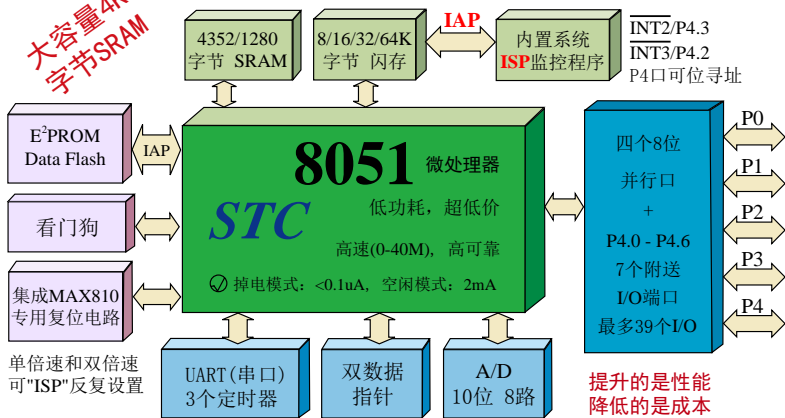 大容量4K
字节SRAM
4352/1280
字节 SRAM
8/16/32/64K
字节 闪存
IAP
内置系统
ISP监控程序
INT2/P4.3
INT3/P4.2
P4口可位寻址
E²PROM
Data Flash
IAP
看门狗
集成MAX810
专用复位电路
单倍速和双倍速
可"ISP"反复设置
8051 微处理器
STC
低功耗，超低价
高速(0-40M)，高可靠
掉电模式：<0.1uA，空闲模式：2mA
四个8位
并行口
+
P4.0 - P4.6
7个附送
I/O端口
最多39个I/O
P0
P1
P2
P3
P4
UART(串口)
3个定时器
双数据
指针
A/D
10位 8路
提升的是性能
降低的是成本